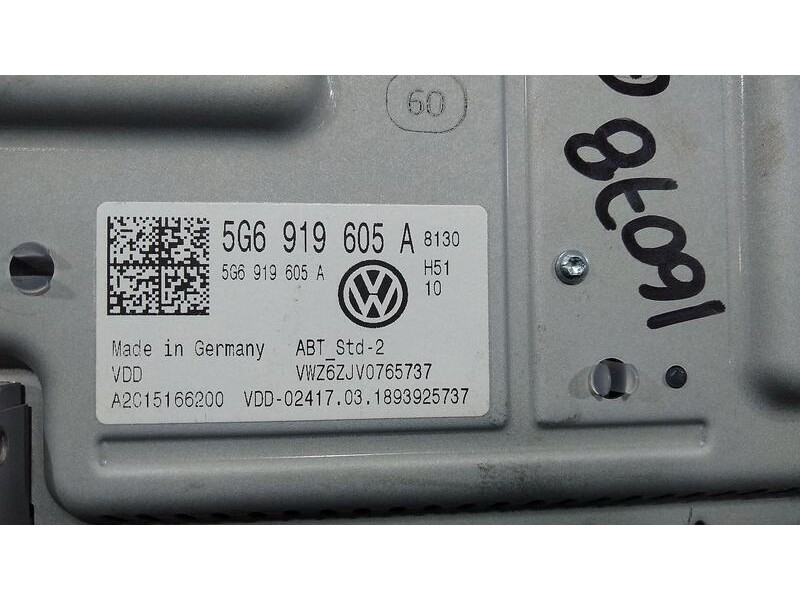 60
5G6 919 605 A 8130
5G6 919 605 A
H51
10
Made in Germany ABT_Std-2
VDD VWZ6ZJV0765737
A2C15166200 VDD-02417.03.1893925737
16078